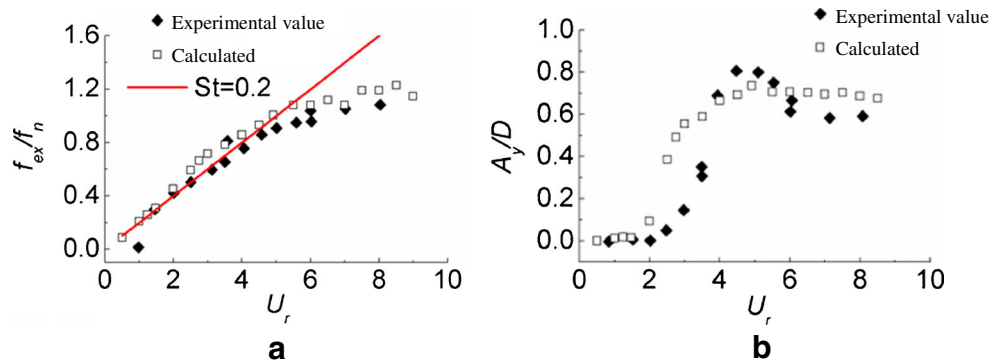 Experimental value
Calculated
St=0.2
1.6
1.2
0.8
0.4
0.0
f_ex/f_n
0 2 4 6 8 10
U_r
a
Experimental value
Calculated
1.0
0.8
0.6
0.4
0.2
0.0
A_y/D
0 2 4 6 8 10
U_r
b